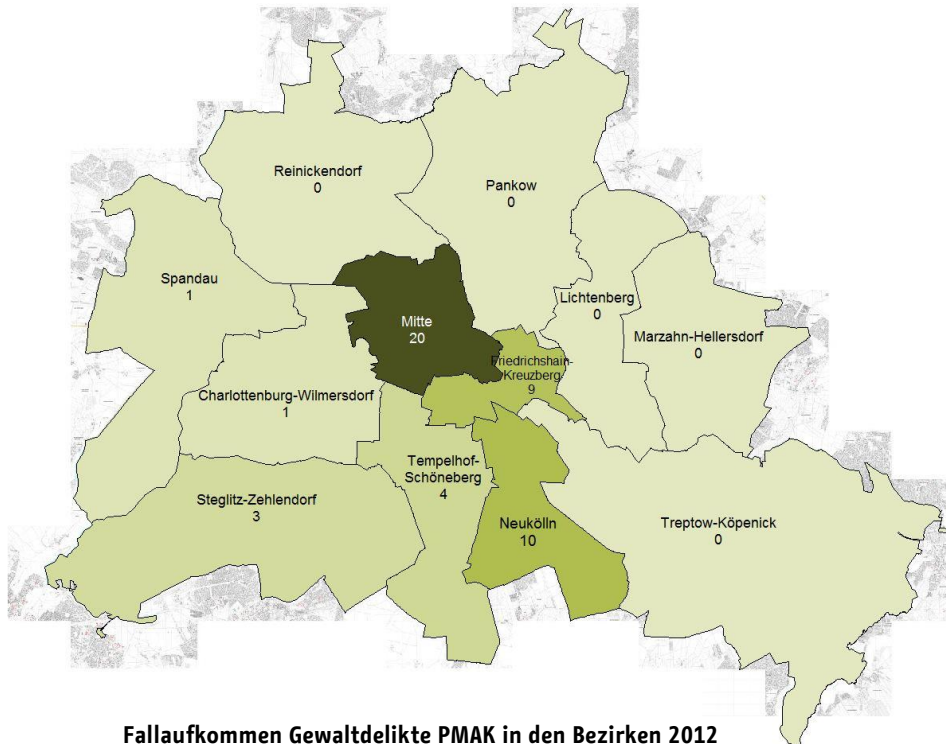 Reinickendorf
0
Pankow
0
Spandau
1
Lichtenberg
0
Mitte
20
Marzahn-Hellersdorf
0
Friedrichshain-
Kreuzberg
9
Charlottenburg-Wilmersdorf
1
Tempelhof-
Schöneberg
4
Steglitz-Zehlendorf
3
Neukölln
10
Treptow-Köpenick
0
Fallaufkommen Gewaltdelikte PMAK in den Bezirken 2012